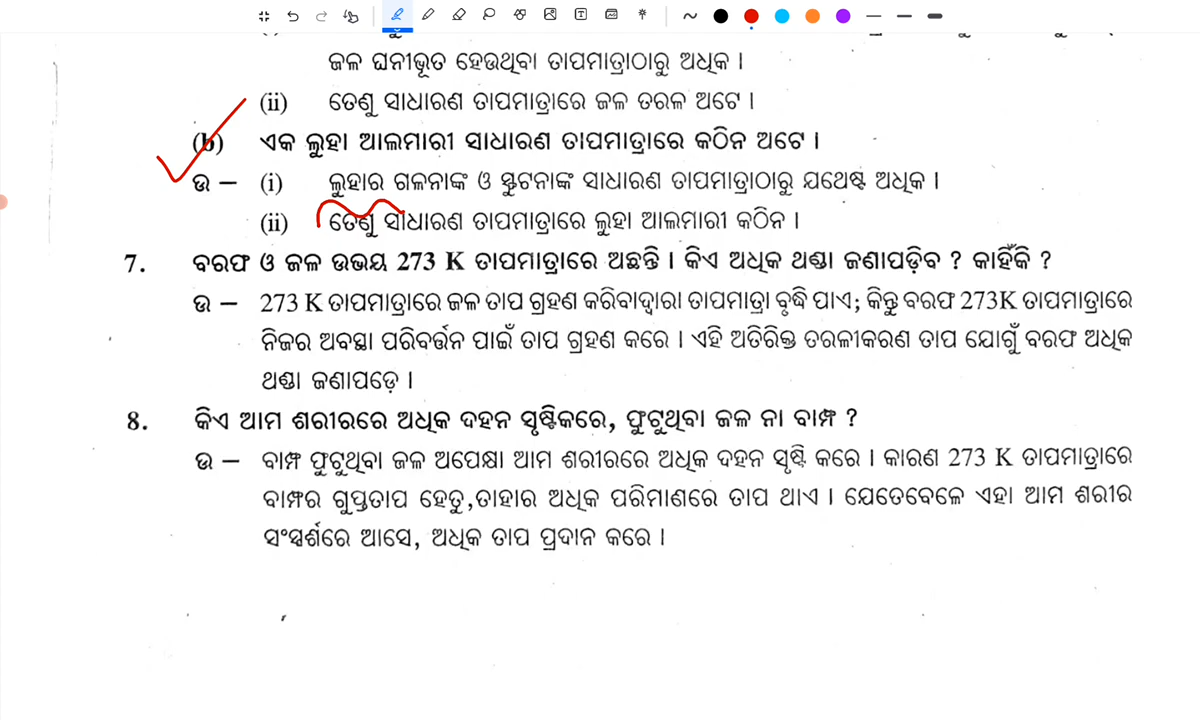 ଜଳ ଘନୀଭୂତ ହେଉଥିବା ତାପମାତ୍ରାଠାରୁ ଅଧିକ ।
(ii) ତେଣୁ ସାଧାରଣ ତାପମାତ୍ରାରେ ଜଳ ତରଳ ଅଟେ ।
(b) ଏକ ଲୁହା ଆଲମାରୀ ସାଧାରଣ ତାପମାତ୍ରାରେ କଠିନ ଅଟେ ।
ଉ – (i) ଲୁହାର ଗଳନାଙ୍କ ଓ ସ୍ଫୁଟନାଙ୍କ ସାଧାରଣ ତାପମାତ୍ରାଠାରୁ ଯଥେଷ୍ଟ ଅଧିକ ।
(ii) ତେଣୁ ସାଧାରଣ ତାପମାତ୍ରାରେ ଲୁହା ଆଲମାରୀ କଠିନ ।
7. ବରଫ ଓ ଜଳ ଉଭୟ 273 K ତାପମାତ୍ରାରେ ଅଛନ୍ତି । କିଏ ଅଧିକ ଥଣ୍ଡା ଜଣାପଡ଼ିବ ? କାହିଁକି ?
ଉ – 273 K ତାପମାତ୍ରାରେ ଜଳ ତାପ ଗ୍ରହଣ କରିବାଦ୍ୱାରା ତାପମାତ୍ରା ବୃଦ୍ଧି ପାଏ; କିନ୍ତୁ ବରଫ 273K ତାପମାତ୍ରାରେ
ନିଜର ଅବସ୍ଥା ପରିବର୍ତ୍ତନ ପାଇଁ ତାପ ଗ୍ରହଣ କରେ । ଏହି ଅତିରିକ୍ତ ତରଳୀକରଣ ତାପ ଯୋଗୁଁ ବରଫ ଅଧିକ
ଥଣ୍ଡା ଜଣାପଡ଼େ ।
8. କିଏ ଆମ ଶରୀରରେ ଅଧିକ ଦହନ ସୃଷ୍ଟିକରେ, ଫୁଟୁଥିବା ଜଳ ନା ବାମ୍ଫ ?
ଉ – ବାମ୍ଫ ଫୁଟୁଥିବା ଜଳ ଅପେକ୍ଷା ଆମ ଶରୀରରେ ଅଧିକ ଦହନ ସୃଷ୍ଟି କରେ । କାରଣ 273 K ତାପମାତ୍ରାରେ
ବାମ୍ଫର ଗୁପ୍ତତାପ ହେତୁ,ତାହାର ଅଧିକ ପରିମାଣରେ ତାପ ଥାଏ । ଯେତେବେଳେ ଏହା ଆମ ଶରୀର
ସଂସ୍ପର୍ଶରେ ଆସେ, ଅଧିକ ତାପ ପ୍ରଦାନ କରେ ।